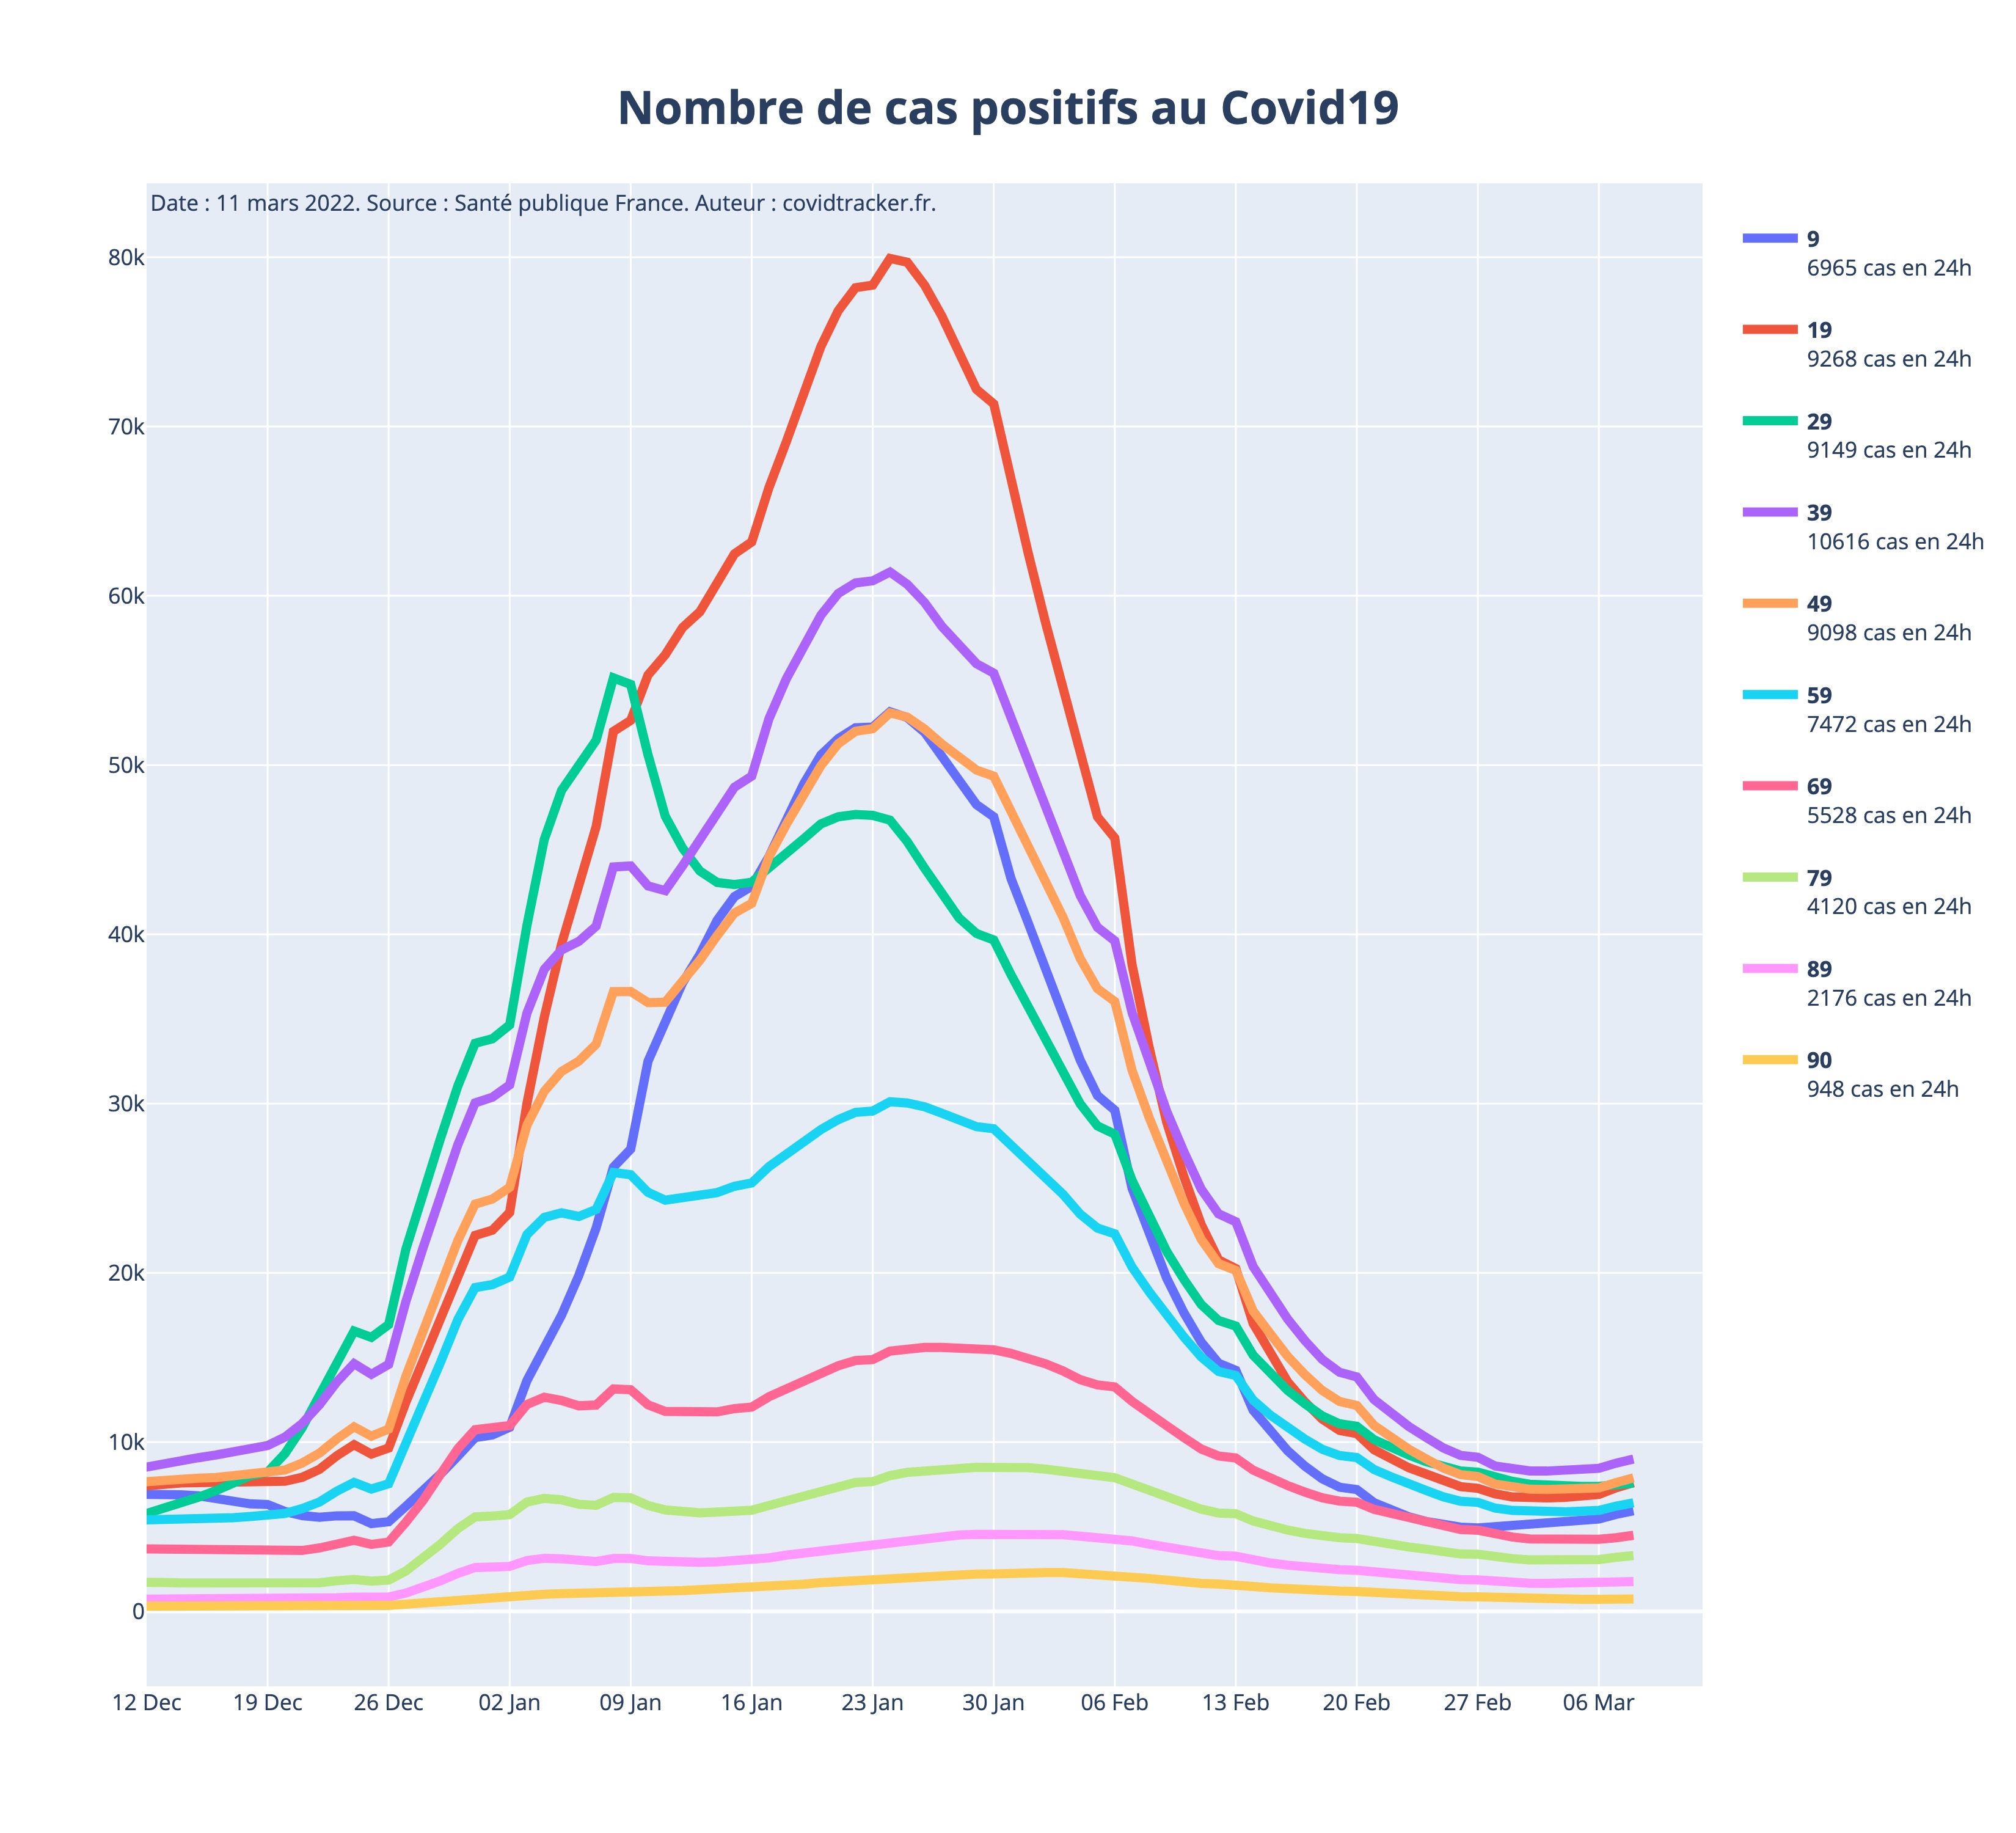 Nombre de cas positifs au Covid19
Date : 11 mars 2022. Source : Santé publique France. Auteur : covidtracker.fr.
80k
70k
60k
50k
40k
30k
20k
10k
0
12 Dec 19 Dec 26 Dec 02 Jan 09 Jan 16 Jan 23 Jan 30 Jan 06 Feb 13 Feb 20 Feb 27 Feb 06 Mar
9
6965 cas en 24h
19
9268 cas en 24h
29
9149 cas en 24h
39
10616 cas en 24h
49
9098 cas en 24h
59
7472 cas en 24h
69
5528 cas en 24h
79
4120 cas en 24h
89
2176 cas en 24h
90
948 cas en 24h